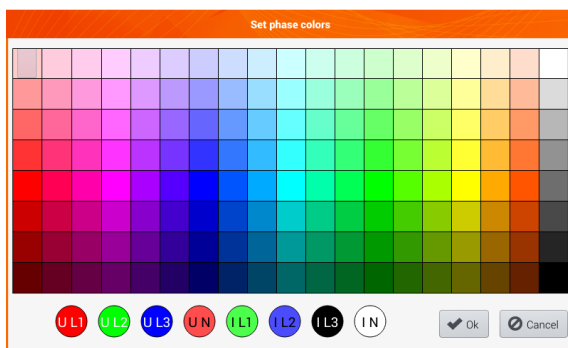 Set phase colors
U L1 U L2 U L3 U N I L1 I L2 I L3 I N Ok Cancel